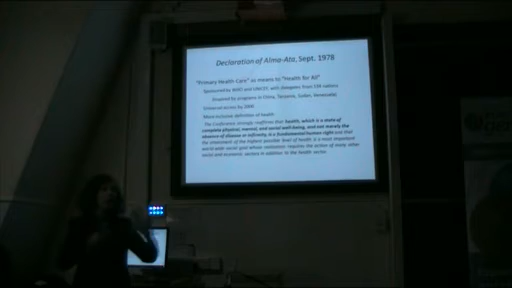 Declaration of Alma-Ata, Sept. 1978
"Primary Health Care" as means to "Health for All"
Sponsored by WHO and UNICEF, with delegates from 134 nations
Inspired by programs in China, Tanzania, Sudan, Venezuela
Universal access by 2000
More inclusive definition of health
The Conference strongly reaffirms that health, which is a state of
complete physical, mental, and social well-being, and not merely the
absence of disease or infirmity, is a fundamental human right and that
the attainment of the highest possible level of health is a most important
world-wide social goal whose realization requires the action of many other
social and economic sectors in addition to the health sector.